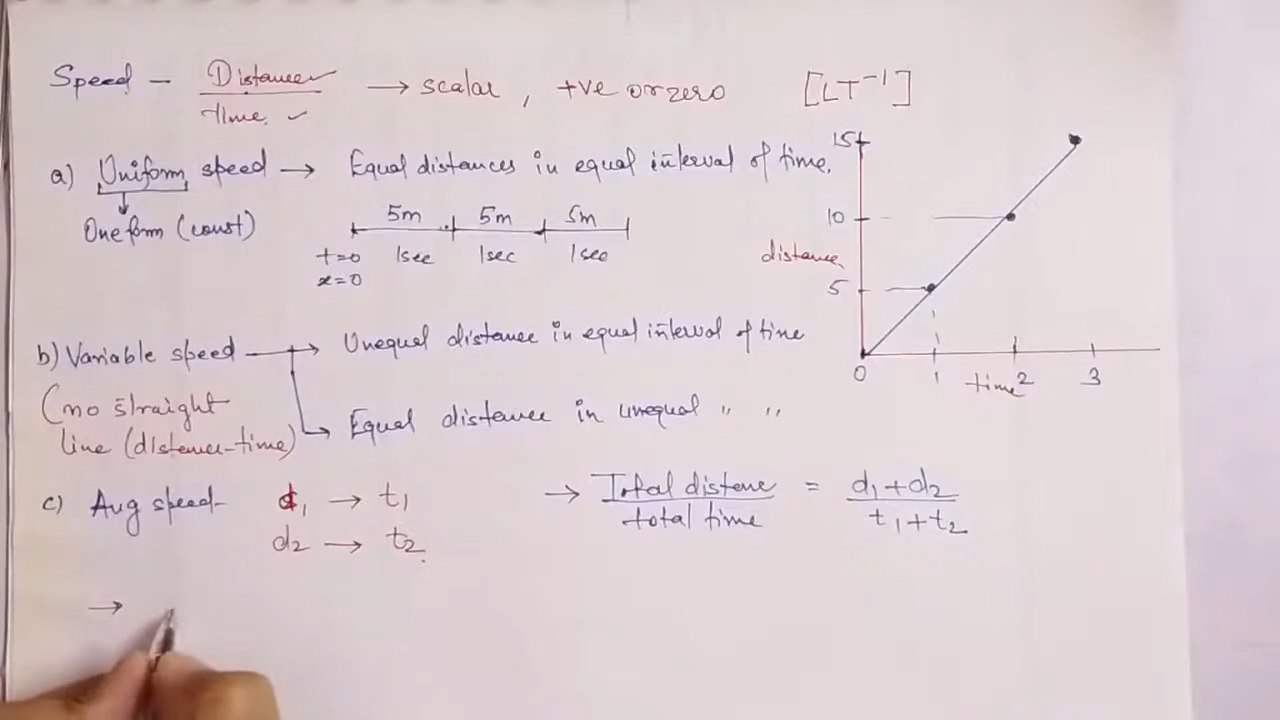 Speed - Distance / time. → scalar, +ve or zero [LT⁻¹]
a) Uniform speed → Equal distances in equal interval of time.
One form (const)
5m 5m 5m
t=0 1sec 1sec 1sec
x=0
15
10
distance
5
0 1 time 2 3
b) Variable speed → Unequal distance in equal interval of time
(no straight line (distance-time)
→ Equal distance in unequal " "
c) Avg speed- d₁ → t₁ → Total distance / total time = d₁+d₂ / t₁+t₂
d₂ → t₂
→